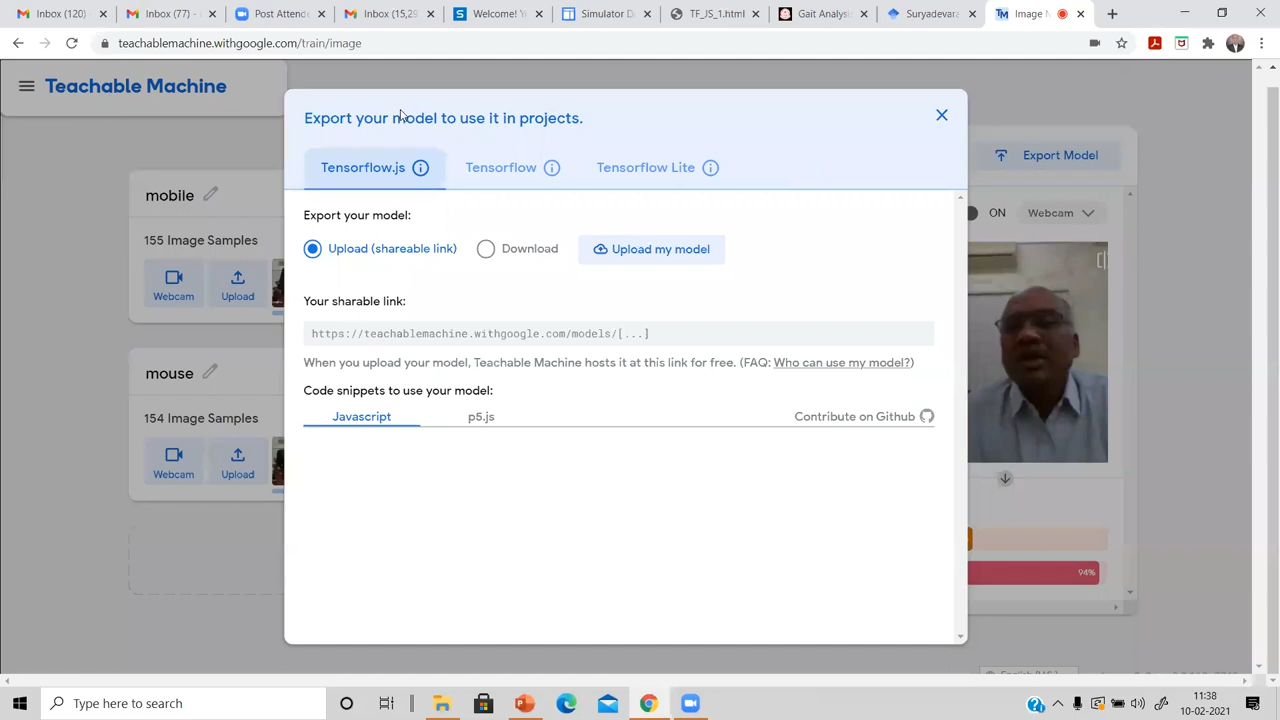 Inbox (120)
Inbox (77) -
Post Attende
Inbox (15,29
Welcome! Y
Simulator D
TF_JS_1.html
Gait Analysi
Suryadevara
Image M
teachablemachine.withgoogle.com/train/image
Teachable Machine
Export your model to use it in projects.
Export Model
Tensorflow.js
Tensorflow
Tensorflow Lite
mobile
Export your model:
ON
Webcam
155 Image Samples
Upload (shareable link)
Download
Upload my model
Webcam
Upload
Your sharable link:
https://teachablemachine.withgoogle.com/models/[...]
When you upload your model, Teachable Machine hosts it at this link for free. (FAQ: Who can use my model?)
mouse
Code snippets to use your model:
154 Image Samples
Javascript
p5.js
Contribute on Github
Webcam
Upload
94%
Type here to search
11:38
10-02-2021